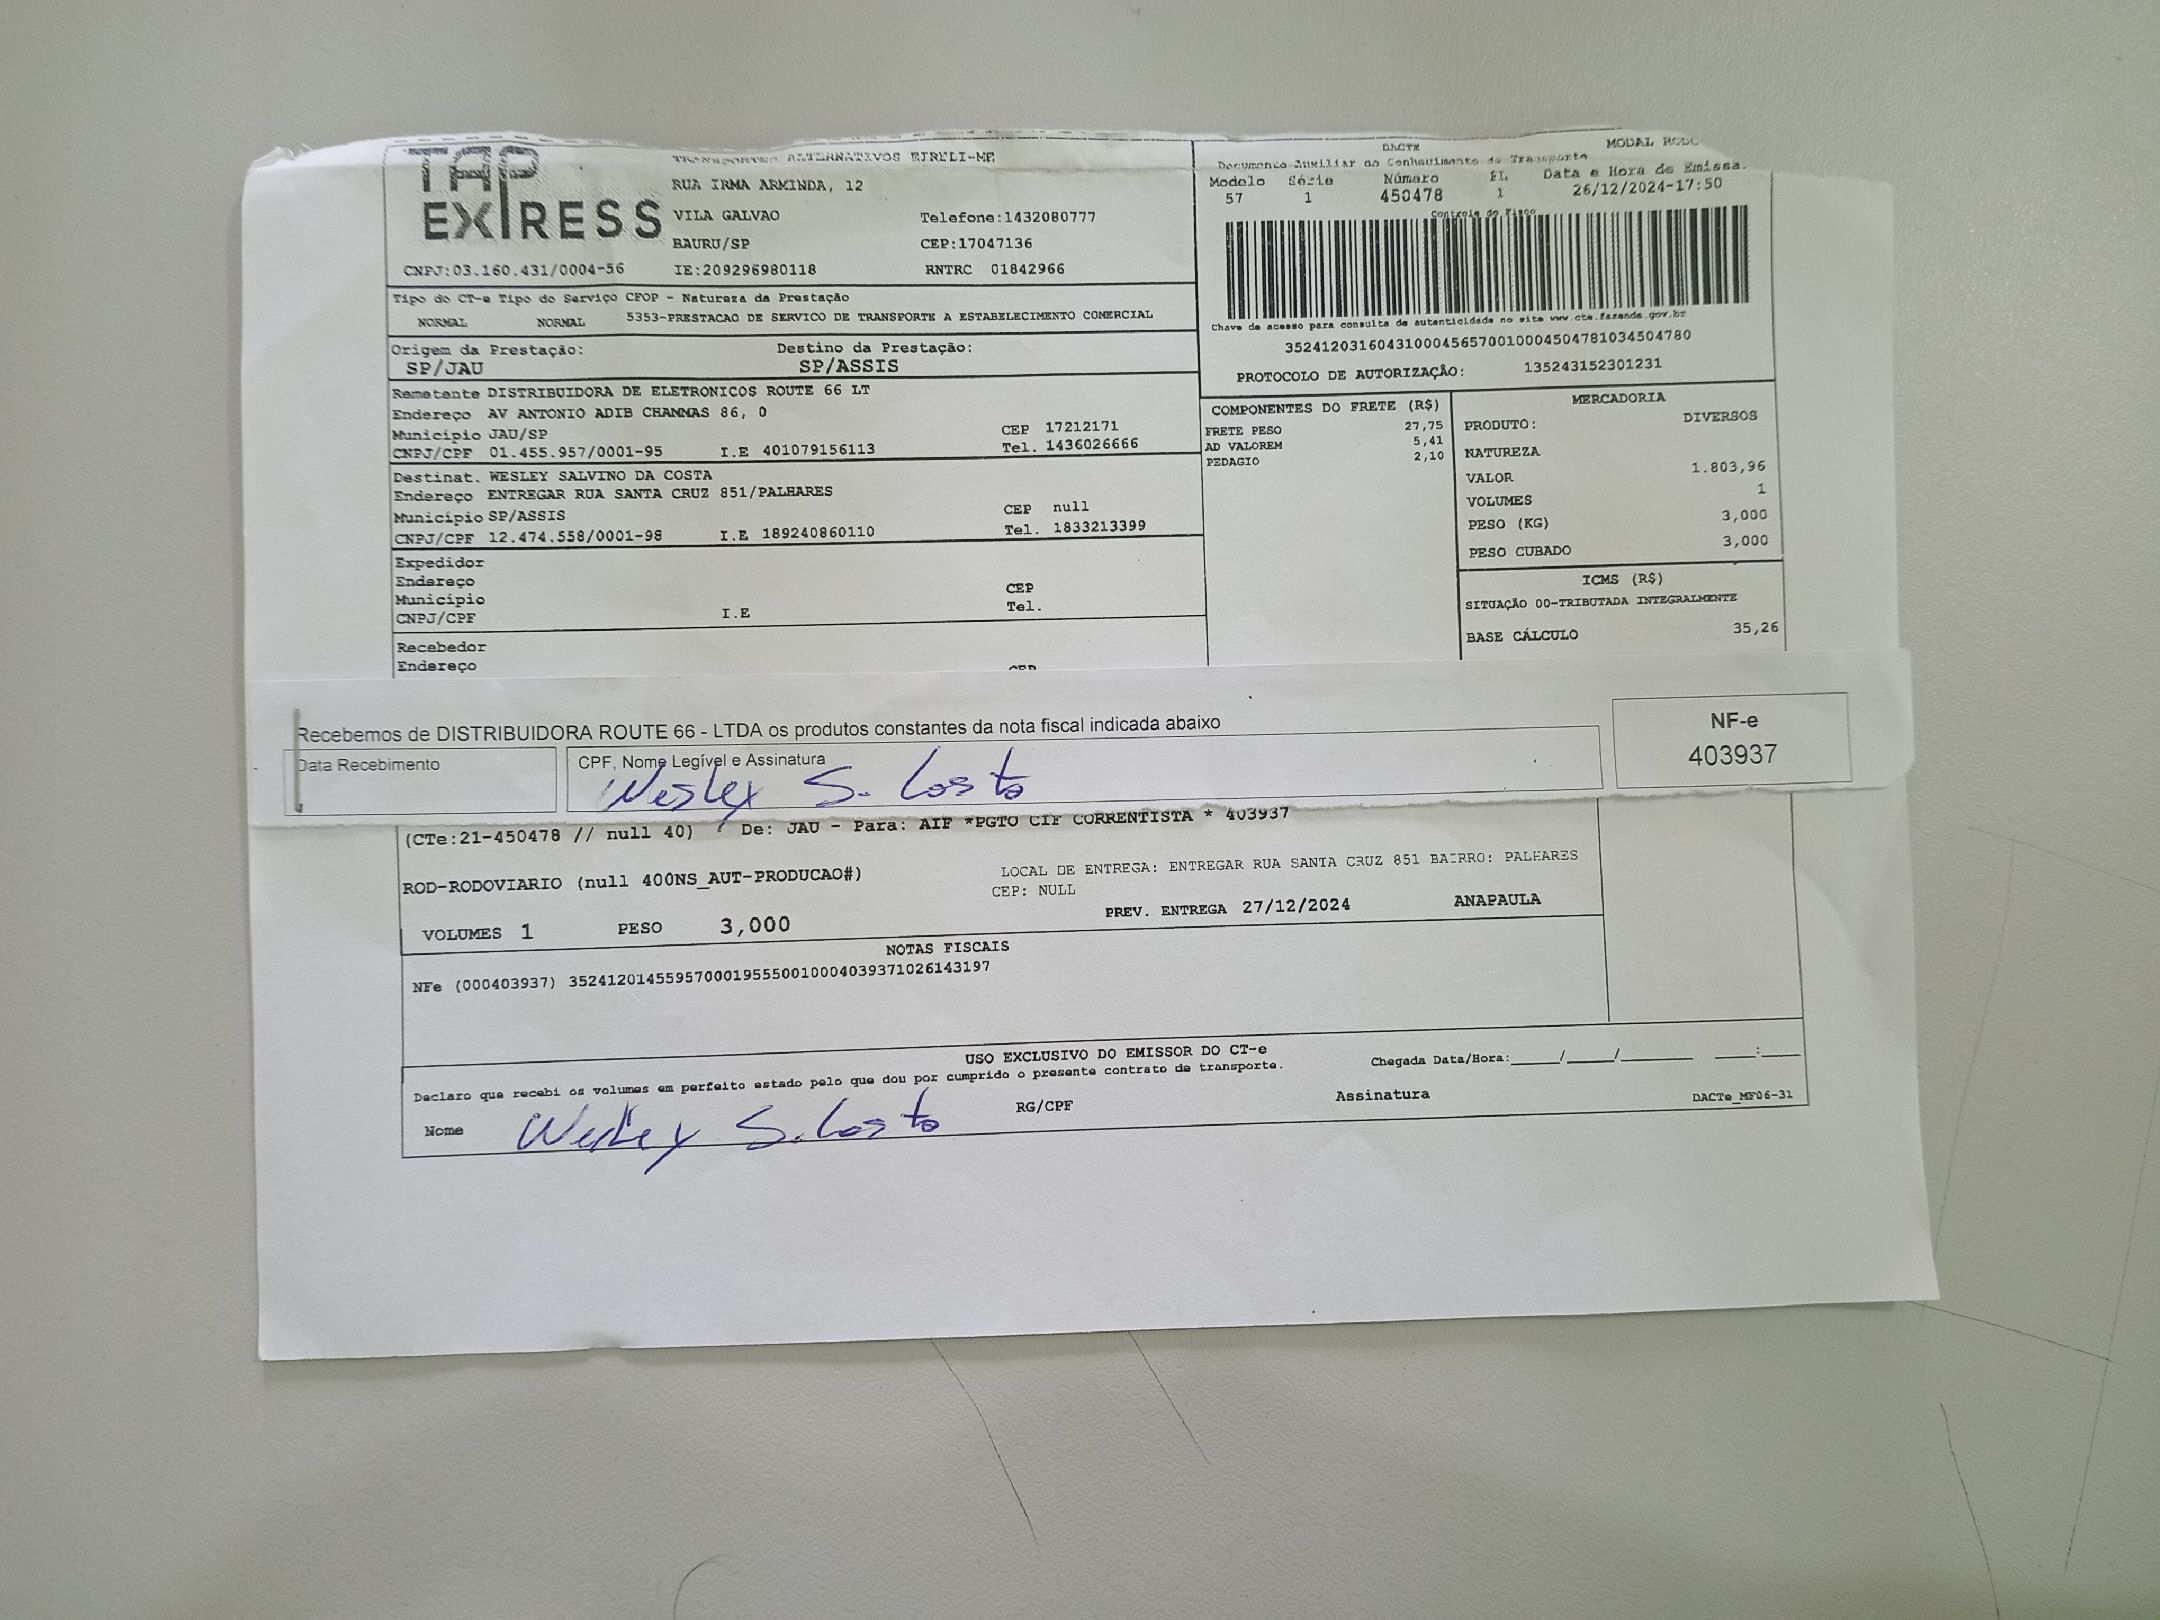 TAP
EXPRESS
TRANSPORTES ALTERNATIVOS EIRELI-ME
RUA IRMA ARMINDA, 12
VILA GALVAO Telefone:1432080777
BAURU/SP CEP:17047136
CNPJ:03.160.431/0004-56 IE:209296980118 RNTRC 01842966
DACTE MODAL RODO
Documento Auxiliar do Conhecimento de Transporte
Modelo Série Número FL Data e Hora de Emissa.
57 1 450478 1 26/12/2024-17:50
Controle do Fisco
Chave de acesso para consulta de autenticidade no site www.cte.fazenda.gov.br
35241203160431000456570010004504781034504780
PROTOCOLO DE AUTORIZAÇÃO: 135243152301231
Tipo do CT-e Tipo do Serviço CFOP - Natureza da Prestação
NORMAL NORMAL 5353-PRESTACAO DE SERVICO DE TRANSPORTE A ESTABELECIMENTO COMERCIAL
Origem da Prestação: Destino da Prestação:
SP/JAU SP/ASSIS
Remetente DISTRIBUIDORA DE ELETRONICOS ROUTE 66 LT
Endereço AV ANTONIO ADIB CHAMMAS 86, 0
Município JAU/SP CEP 17212171
CNPJ/CPF 01.455.957/0001-95 I.E 401079156113 Tel. 1436026666
Destinat. WESLEY SALVINO DA COSTA
Endereço ENTREGAR RUA SANTA CRUZ 851/PALHARES
Município SP/ASSIS CEP null
CNPJ/CPF 12.474.558/0001-98 I.E 189240860110 Tel. 1833213399
Expedidor
Endereço
Município CEP
CNPJ/CPF I.E Tel.
Recebedor
Endereço CEP
COMPONENTES DO FRETE (R$)
FRETE PESO 27,75
AD VALOREM 5,41
PEDAGIO 2,10
MERCADORIA
PRODUTO: DIVERSOS
NATUREZA
VALOR 1.803,96
VOLUMES 1
PESO (KG) 3,000
PESO CUBADO 3,000
ICMS (R$)
SITUAÇÃO 00-TRIBUTADA INTEGRALMENTE
BASE CÁLCULO 35,26
Recebemos de DISTRIBUIDORA ROUTE 66 - LTDA os produtos constantes da nota fiscal indicada abaixo
Data Recebimento CPF, Nome Legível e Assinatura
Wesley S. Costa
NF-e
403937
(CTe:21-450478 // null 40) De: JAU - Para: AIF *PGTO CIF CORRENTISTA * 403937
ROD-RODOVIARIO (null 400NS_AUT-PRODUCAO#) LOCAL DE ENTREGA: ENTREGAR RUA SANTA CRUZ 851 BAIRRO: PALHARES
CEP: NULL
VOLUMES 1 PESO 3,000 PREV. ENTREGA 27/12/2024 ANAPAULA
NOTAS FISCAIS
NFe (000403937) 35241201455957000195550010004039371026143197
USO EXCLUSIVO DO EMISSOR DO CT-e
Declaro que recebi os volumes em perfeito estado pelo que dou por cumprido o presente contrato de transporte. Chegada Data/Hora:_____/_____/________ ____:____
Nome Wesley S. Costa RG/CPF Assinatura DACTe_MF06-31